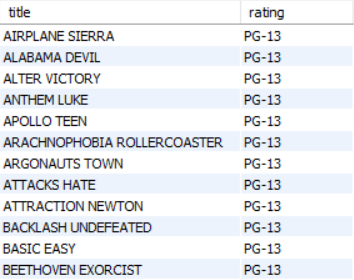 title rating
AIRPLANE SIERRA PG-13
ALABAMA DEVIL PG-13
ALTER VICTORY PG-13
ANTHEM LUKE PG-13
APOLLO TEEN PG-13
ARACHNOPHOBIA ROLLERCOASTER PG-13
ARGONAUTS TOWN PG-13
ATTACKS HATE PG-13
ATTRACTION NEWTON PG-13
BACKLASH UNDEFEATED PG-13
BASIC EASY PG-13
BEETHOVEN EXORCIST PG-13